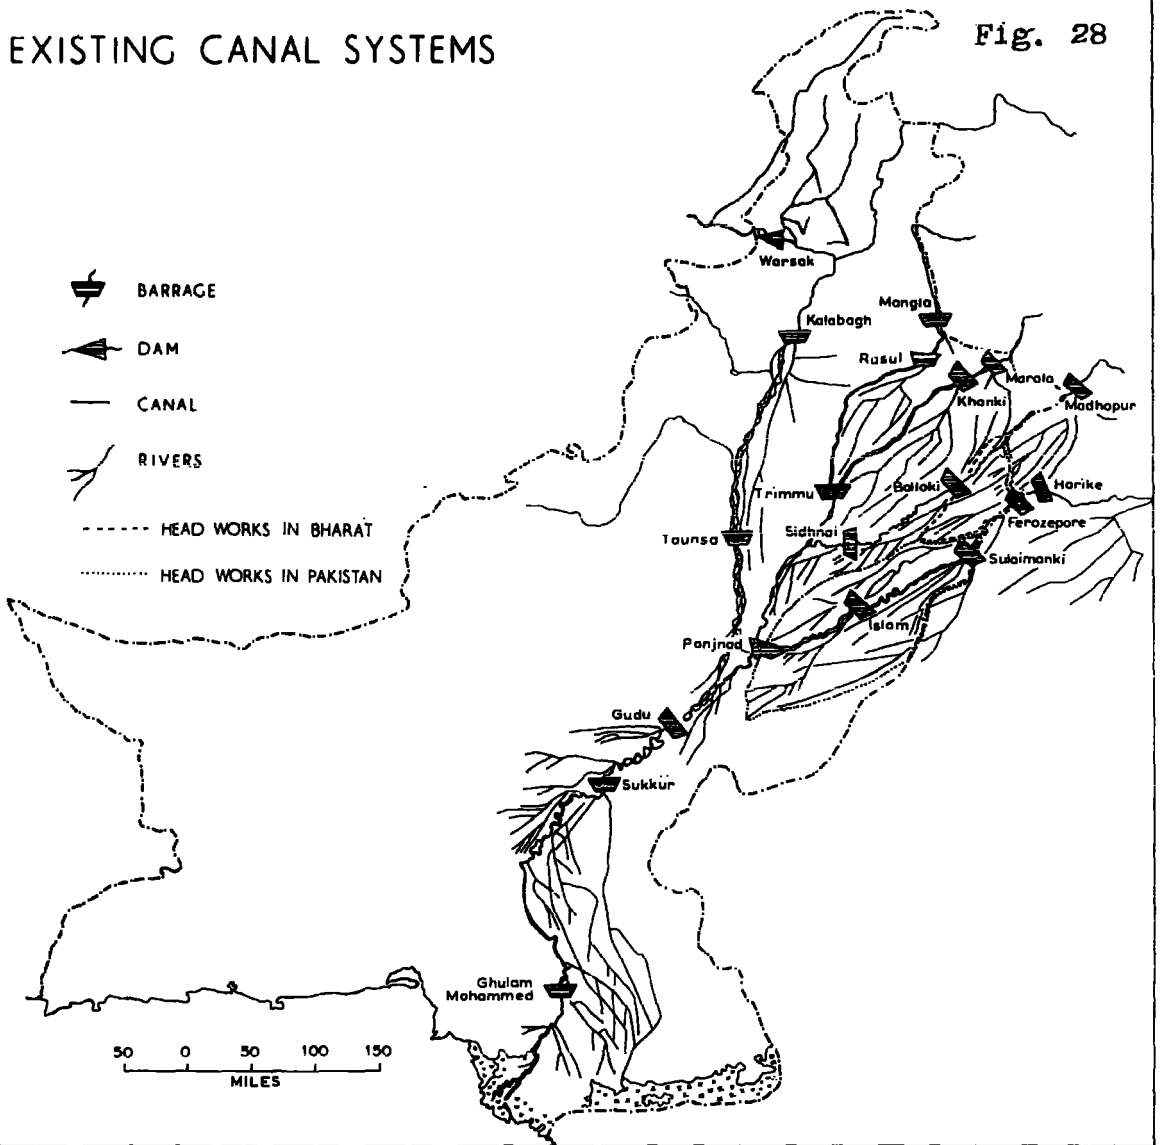 EXISTING CANAL SYSTEMS
Fig. 28
BARRAGE
DAM
CANAL
RIVERS
HEAD WORKS IN BHARAT
HEAD WORKS IN PAKISTAN
Warsak
Mangla
Kalabagh
Rasul
Marala
Khanki
Madhopur
Trimmu
Balloki
Harike
Ferozepore
Taunsa
Sidhnai
Sulaimanki
Islam
Panjnad
Gudu
Sukkur
Ghulam
Mohammed
50 0 50 100 150
MILES